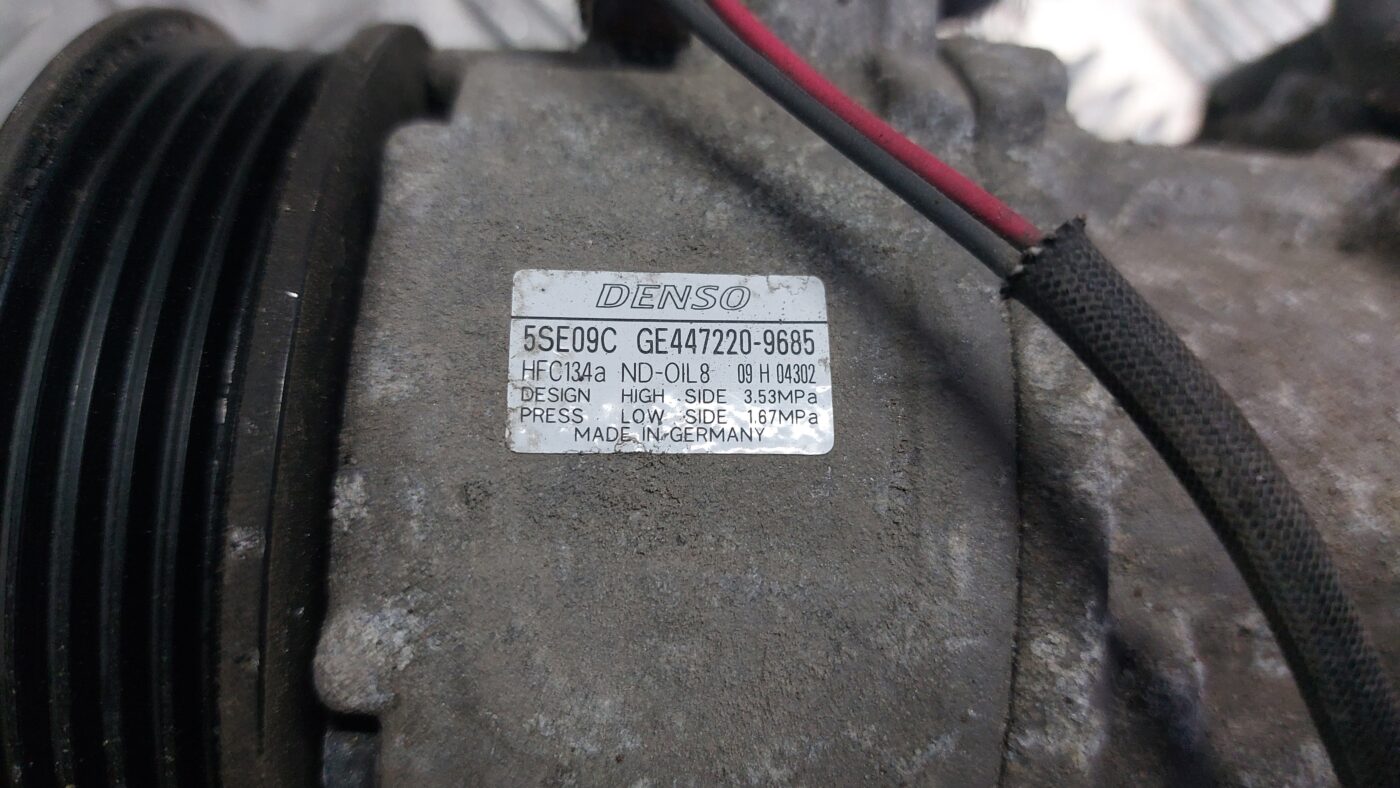 DENSO
5SE09C GE447220-9685
HFC134a ND-OIL8 09 H 04302
DESIGN HIGH SIDE 3.53MPa
PRESS LOW SIDE 1.67MPa
MADE IN GERMANY